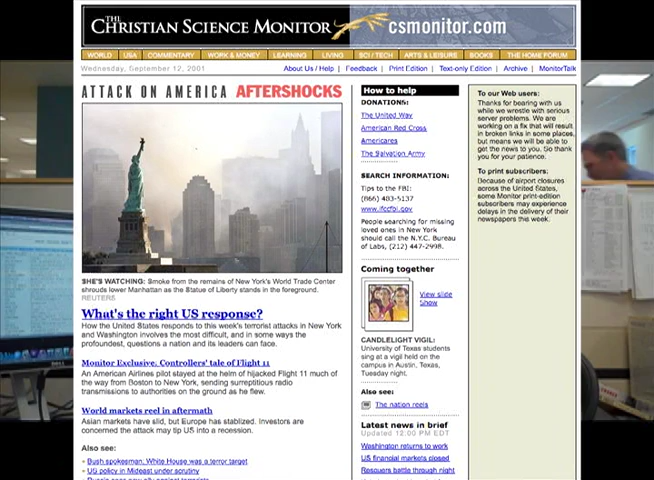 THE
CHRISTIAN SCIENCE MONITOR
csmonitor.com
WORLD
USA
COMMENTARY
WORK & MONEY
LEARNING
LIVING
SCI / TECH
ARTS & LEISURE
BOOKS
THE HOME FORUM
Wednesday, September 12, 2001
About Us / Help | Feedback | Print Edition | Text-only Edition | Archive | MonitorTalk
ATTACK ON AMERICA AFTERSHOCKS
SHE'S WATCHING: Smoke from the remains of New York's World Trade Center
shrouds lower Manhattan as the Statue of Liberty stands in the foreground.
REUTERS
What's the right US response?
How the United States responds to this week's terrorist attacks in New York
and Washington involves the most difficult, and in some ways the
profoundest, questions a nation and its leaders can face.
Monitor Exclusive: Controllers' tale of Flight 11
An American Airlines pilot stayed at the helm of hijacked Flight 11 much of
the way from Boston to New York, sending surreptitious radio
transmissions to authorities on the ground as he flew.
World markets reel in aftermath
Asian markets have slid, but Europe has stablized. Investors are
concerned the attack may tip US into a recession.
Also see:
Bush spokesman: White House was a terror target
US policy in Mideast under scrutiny
How to help
DONATIONS:
The United Way
American Red Cross
Americares
The Salvation Army
SEARCH INFORMATION:
Tips to the FBI:
(866) 483-5137
www.ifccfbi.gov
People searching for missing
loved ones in New York
should call the N.Y.C. Bureau
of Labs, (212) 447-2998.
Coming together
View slide
show
CANDLELIGHT VIGIL:
University of Texas students
sing at a vigil held on the
campus in Austin, Texas,
Tuesday night.
Also see:
The nation reels
Latest news in brief
Updated 12:00 PM EDT
Washington returns to work
US financial markets closed
Rescuers battle through night
To our Web users:
Thanks for bearing with us
while we wrestle with serious
server problems. We are
working on a fix that will result
in broken links in some places,
but means we will be able to
get the news to you. So thank
you for your patience.
To print subscribers:
Because of airport closures
across the United States,
some Monitor print-edition
subscribers may experience
delays in the delivery of their
newspapers this week.